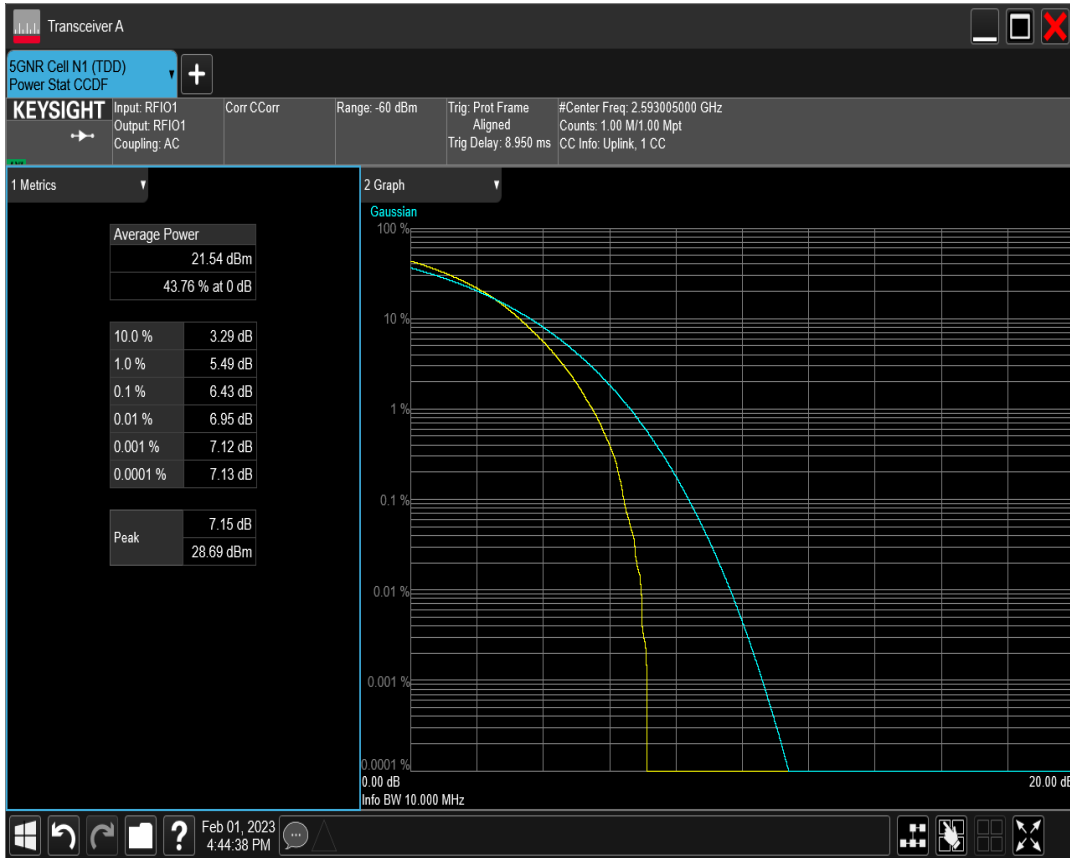 Transceiver A
5GNR Cell N1 (TDD)
Power Stat CCDF
KEYSIGHT
Input: RFIO1
Output: RFIO1
Coupling: AC
Corr CCorr
Range: -60 dBm
Trig: Prot Frame
Aligned
Trig Delay: 8.950 ms
#Center Freq: 2.593005000 GHz
Counts: 1.00 M/1.00 Mpt
CC Info: Uplink, 1 CC
1 Metrics
Average Power
21.54 dBm
43.76 % at 0 dB
10.0 % 3.29 dB
1.0 % 5.49 dB
0.1 % 6.43 dB
0.01 % 6.95 dB
0.001 % 7.12 dB
0.0001 % 7.13 dB
Peak
7.15 dB
28.69 dBm
2 Graph
Gaussian
100 %
10 %
1 %
0.1 %
0.01 %
0.001 %
0.0001 %
0.00 dB
20.00 dB
Info BW 10.000 MHz
Feb 01, 2023
4:44:38 PM